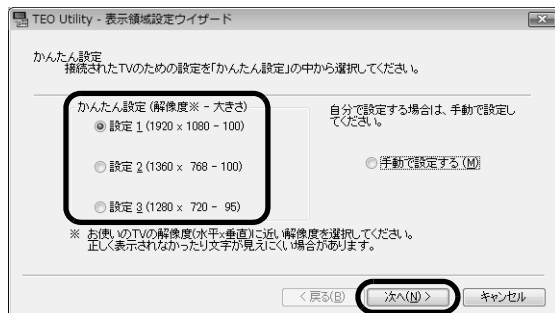 TEO Utility - 表示領域設定ウィザード
かんたん設定
接続されたTVのための設定を「かんたん設定」の中から選択してください。
かんたん設定 (解像度※ - 大きさ)
設定 1 (1920 x 1080 - 100)
設定 2 (1360 x 768 - 100)
設定 3 (1280 x 720 - 95)
自分で設定する場合は、手動で設定し
てください。
手動で設定する (M)
※ お使いのTVの解像度(水平x垂直)に近い解像度を選択してください。
正しく表示されなかったり文字が見えにくい場合があります。
< 戻る(B)
次へ(N) >
キャンセル